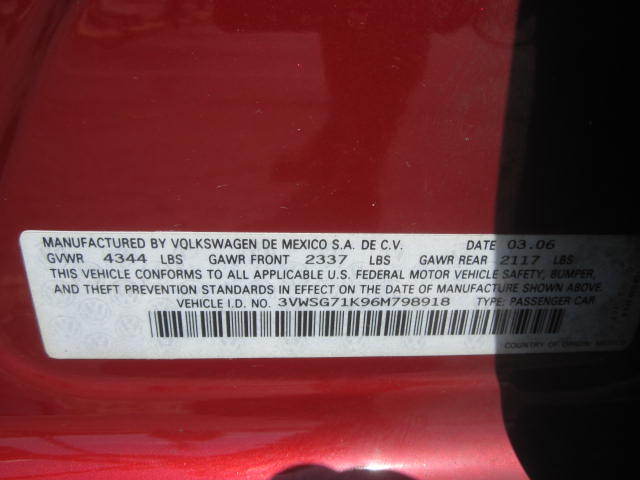 MANUFACTURED BY VOLKSWAGEN DE MEXICO S.A. DE C.V. DATE 03.06
GVWR 4344 LBS GAWR FRONT 2337 LBS GAWR REAR 2117 LBS
THIS VEHICLE CONFORMS TO ALL APPLICABLE U.S. FEDERAL MOTOR VEHICLE SAFETY, BUMPER,
AND THEFT PREVENTION STANDARDS IN EFFECT ON THE DATE OF MANUFACTURE SHOWN ABOVE.
VEHICLE I.D. NO. 3VWSG71K96M798918 TYPE: PASSENGER CAR
COUNTRY OF ORIGIN: MEXICO